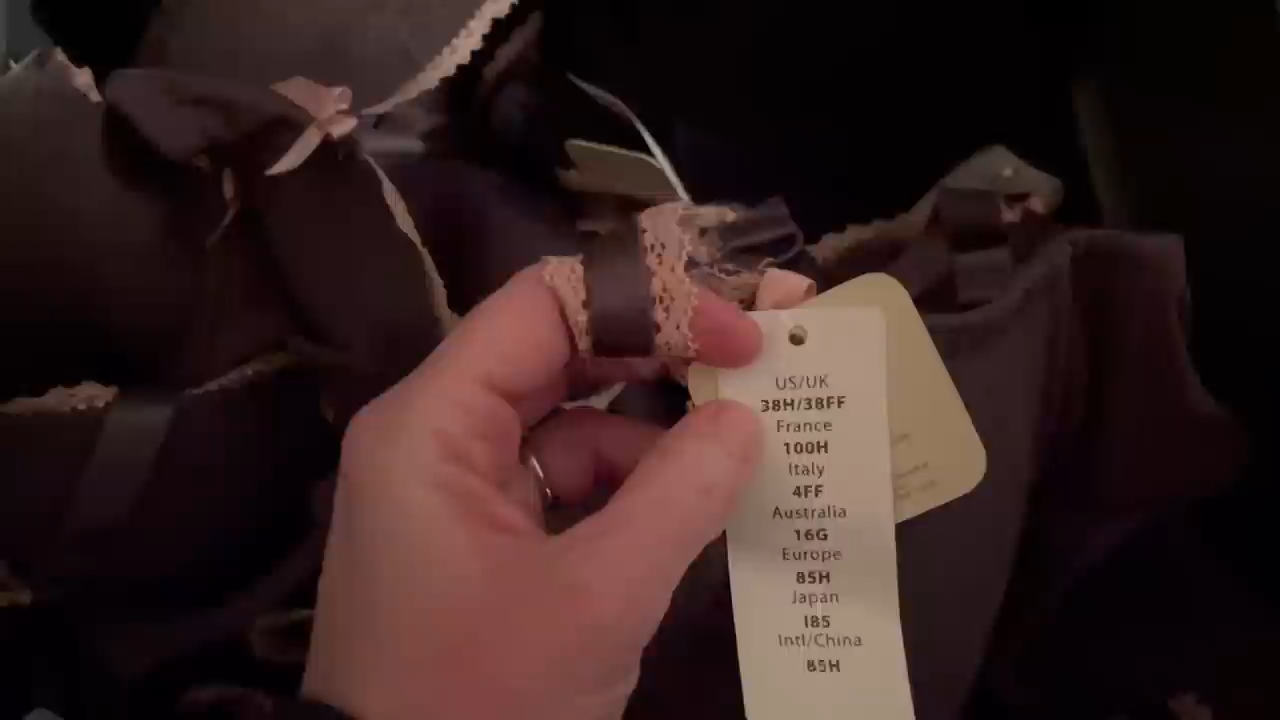 US/UK
38H/38FF
France
100H
Italy
4FF
Australia
16G
Europe
85H
Japan
I85
Intl/China
85H